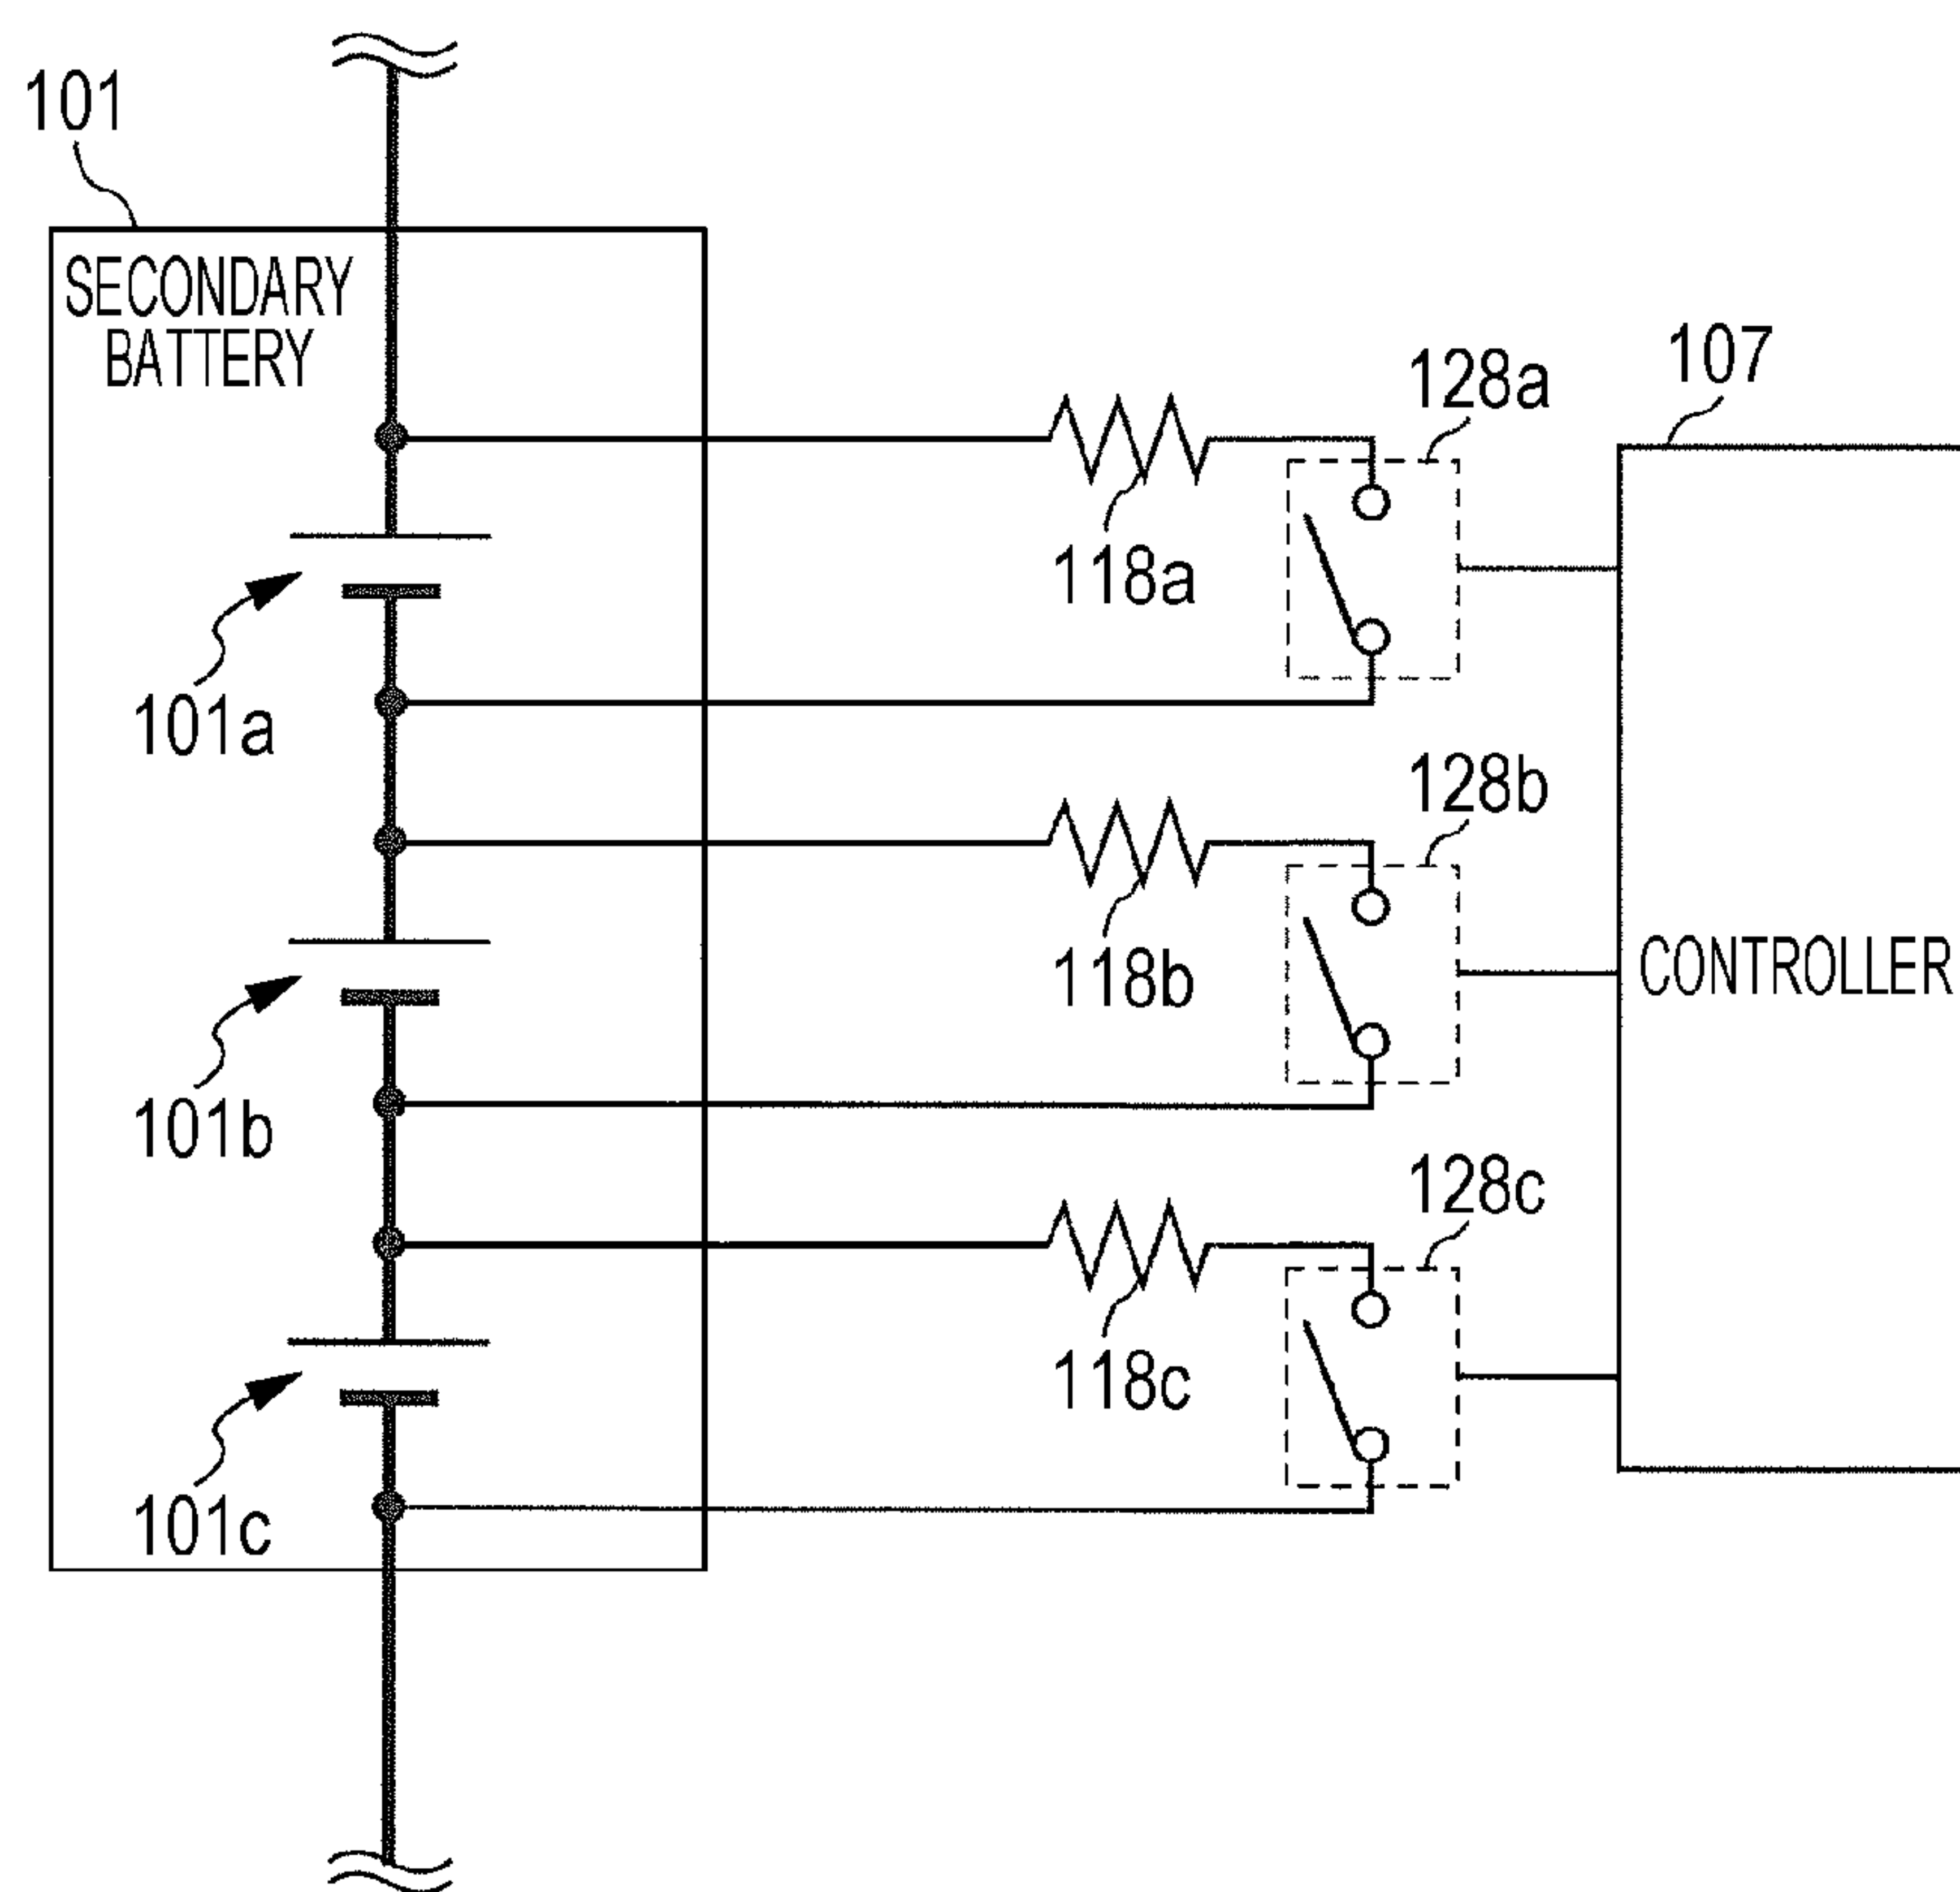 101
SECONDARY
BATTERY
107
128a
118a
101a
128b
118b
CONTROLLER
101b
128c
118c
101c